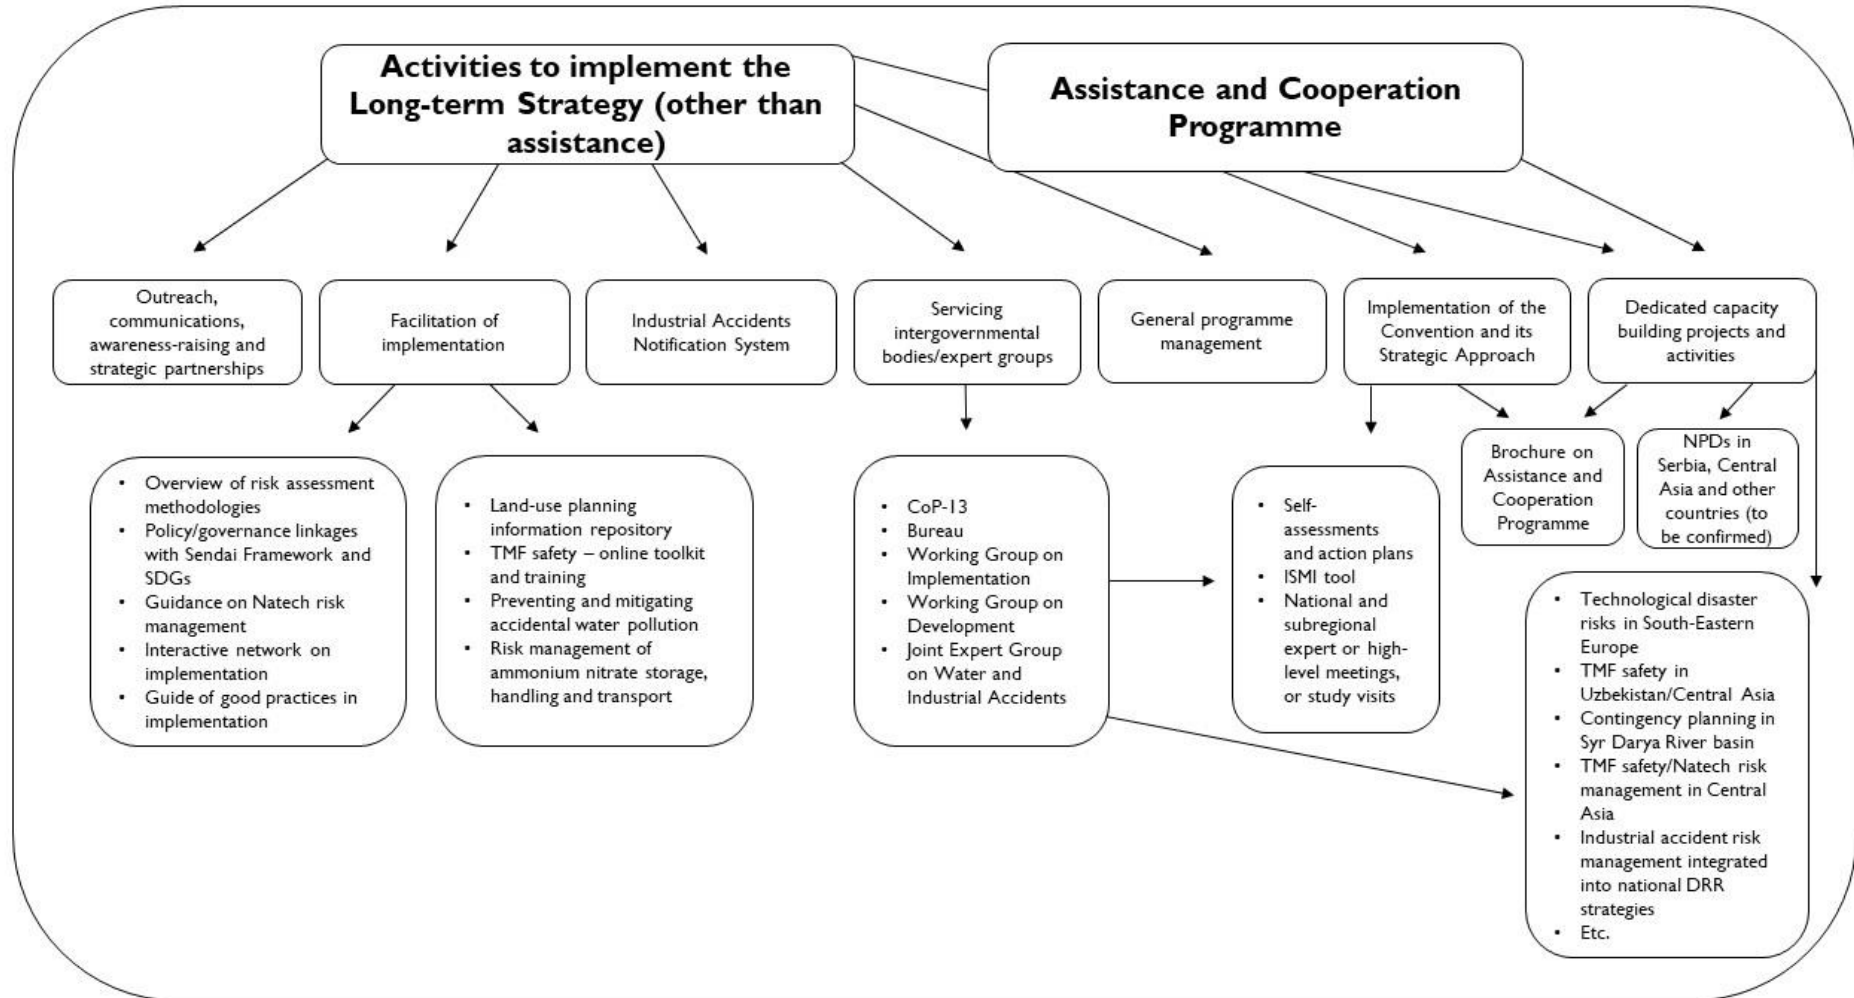 Activities to implement the
Long-term Strategy (other than
assistance)
Assistance and Cooperation
Programme
Outreach,
communications,
awareness-raising and
strategic partnerships
Facilitation of
implementation
Industrial Accidents
Notification System
Servicing
intergovernmental
bodies/expert groups
General programme
management
Implementation of the
Convention and its
Strategic Approach
Dedicated capacity
building projects and
activities
• Overview of risk assessment
methodologies
• Policy/governance linkages
with Sendai Framework and
SDGs
• Guidance on Natech risk
management
• Interactive network on
implementation
• Guide of good practices in
implementation
• Land-use planning
information repository
• TMF safety – online toolkit
and training
• Preventing and mitigating
accidental water pollution
• Risk management of
ammonium nitrate storage,
handling and transport
• CoP-13
• Bureau
• Working Group on
Implementation
• Working Group on
Development
• Joint Expert Group
on Water and
Industrial Accidents
• Self-
assessments
and action plans
• ISMI tool
• National and
subregional
expert or high-
level meetings,
or study visits
Brochure on
Assistance and
Cooperation
Programme
NPDs in
Serbia, Central
Asia and other
countries (to
be confirmed)
• Technological disaster
risks in South-Eastern
Europe
• TMF safety in
Uzbekistan/Central Asia
• Contingency planning in
Syr Darya River basin
• TMF safety/Natech risk
management in Central
Asia
• Industrial accident risk
management integrated
into national DRR
strategies
• Etc.